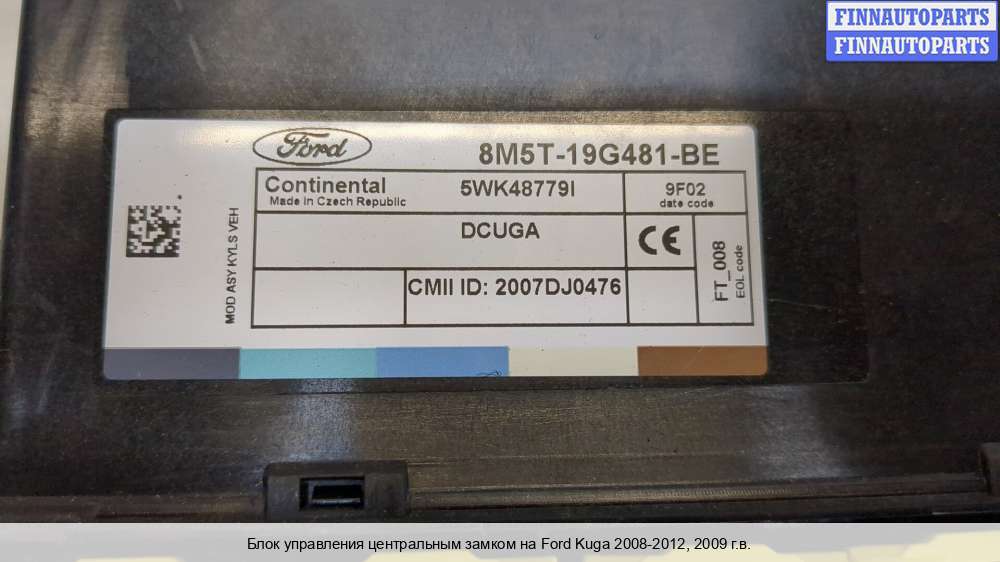 FINNAUTOPARTS
FINNAUTOPARTS
Ford
8M5T-19G481-BE
Continental
Made in Czech Republic
5WK48779I
9F02
date code
MOD ASY KYLS VEH
DCUGA
CE
CMII ID: 2007DJ0476
FT_008
EOL code
Блок управления центральным замком на Ford Kuga 2008-2012, 2009 г.в.